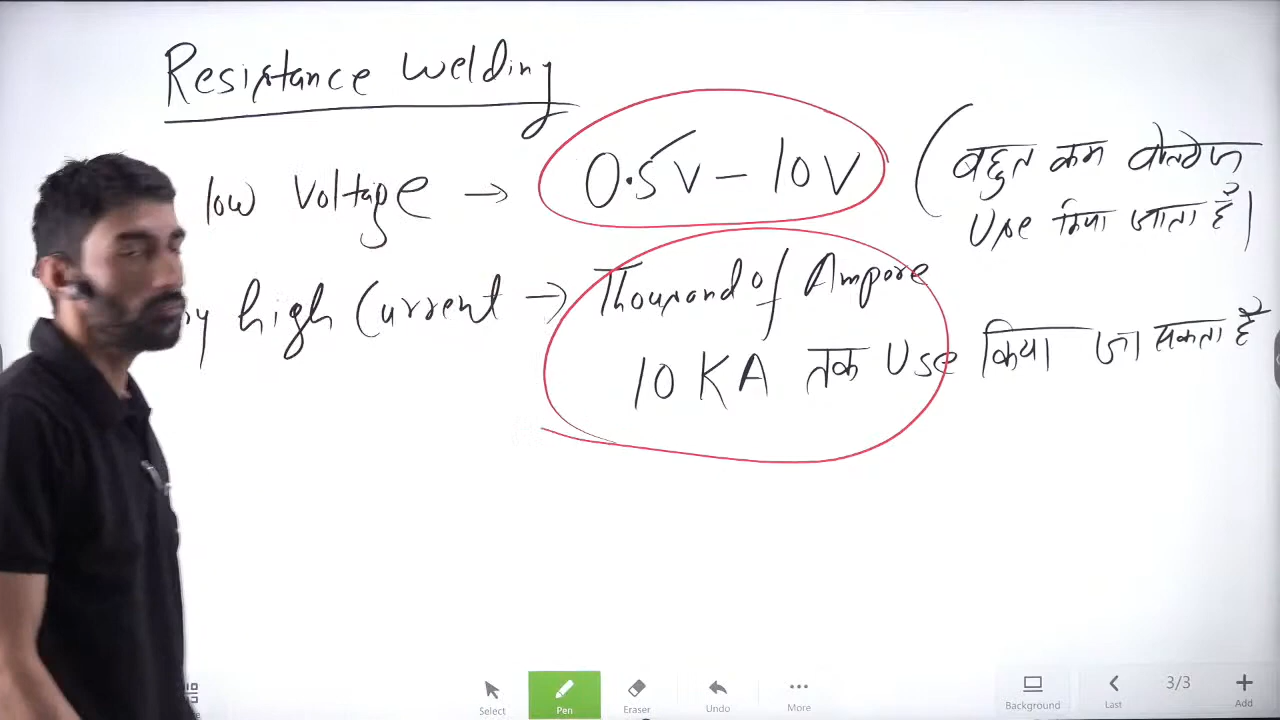 Resistance welding
low voltage → 0.5V – 10V (बहुत कम वोल्टेज
Use किया जाता है।)
high Current → Thousand of Ampere
10 KA तक Use किया जा सकता है
Select
Pen
Eraser
Undo
More
Background
Last
3/3
Add